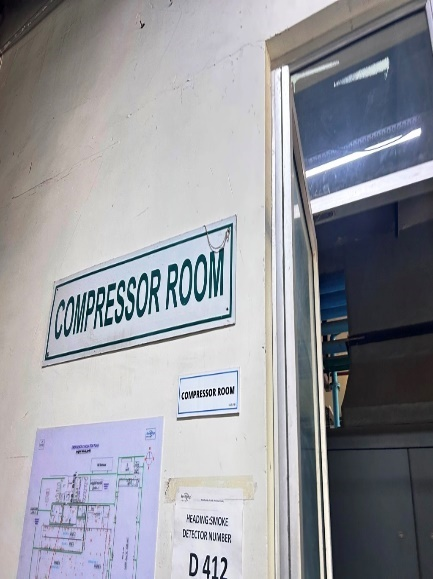 COMPRESSOR ROOM
COMPRESSOR ROOM
HEADING:SMOKE
DETECTOR NUMBER
D 412